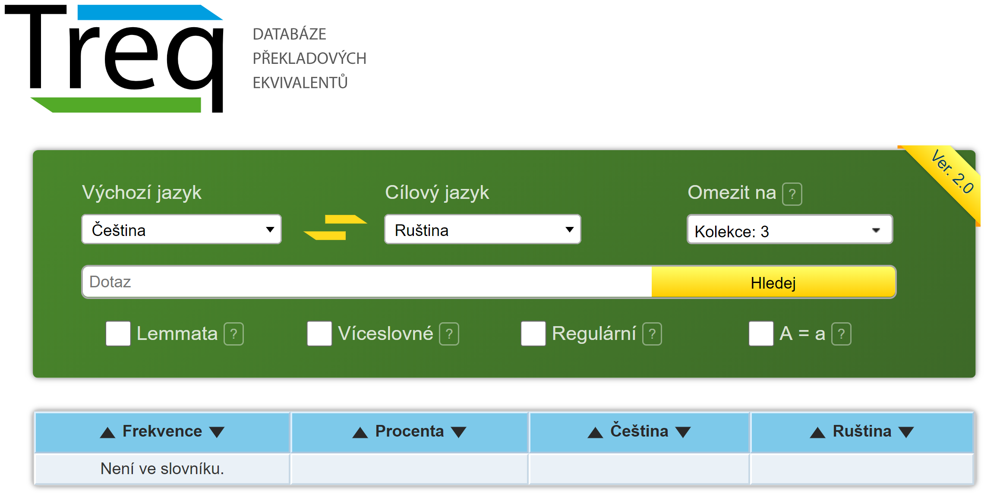 Treq
DATABÁZE
PŘEKLADOVÝCH
EKVIVALENTŮ
Ver. 2.0
Výchozí jazyk
Cílový jazyk
Omezit na ?
Čeština
Ruština
Kolekce: 3
Dotaz
Hledej
Lemmata ?
Víceslovné ?
Regulární ?
A = a ?
Frekvence
Procenta
Čeština
Ruština
Není ve slovníku.